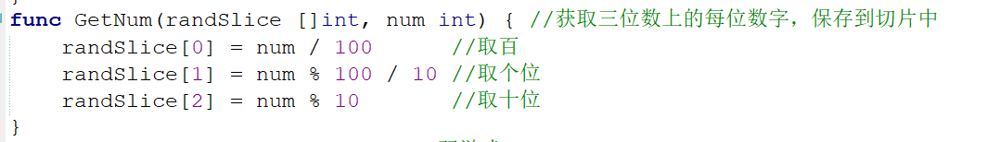 func GetNum(randSlice []int, num int) { //获取三位数上的每位数字，保存到切片中
randSlice[0] = num / 100 //取百
randSlice[1] = num % 100 / 10 //取个位
randSlice[2] = num % 10 //取十位
}